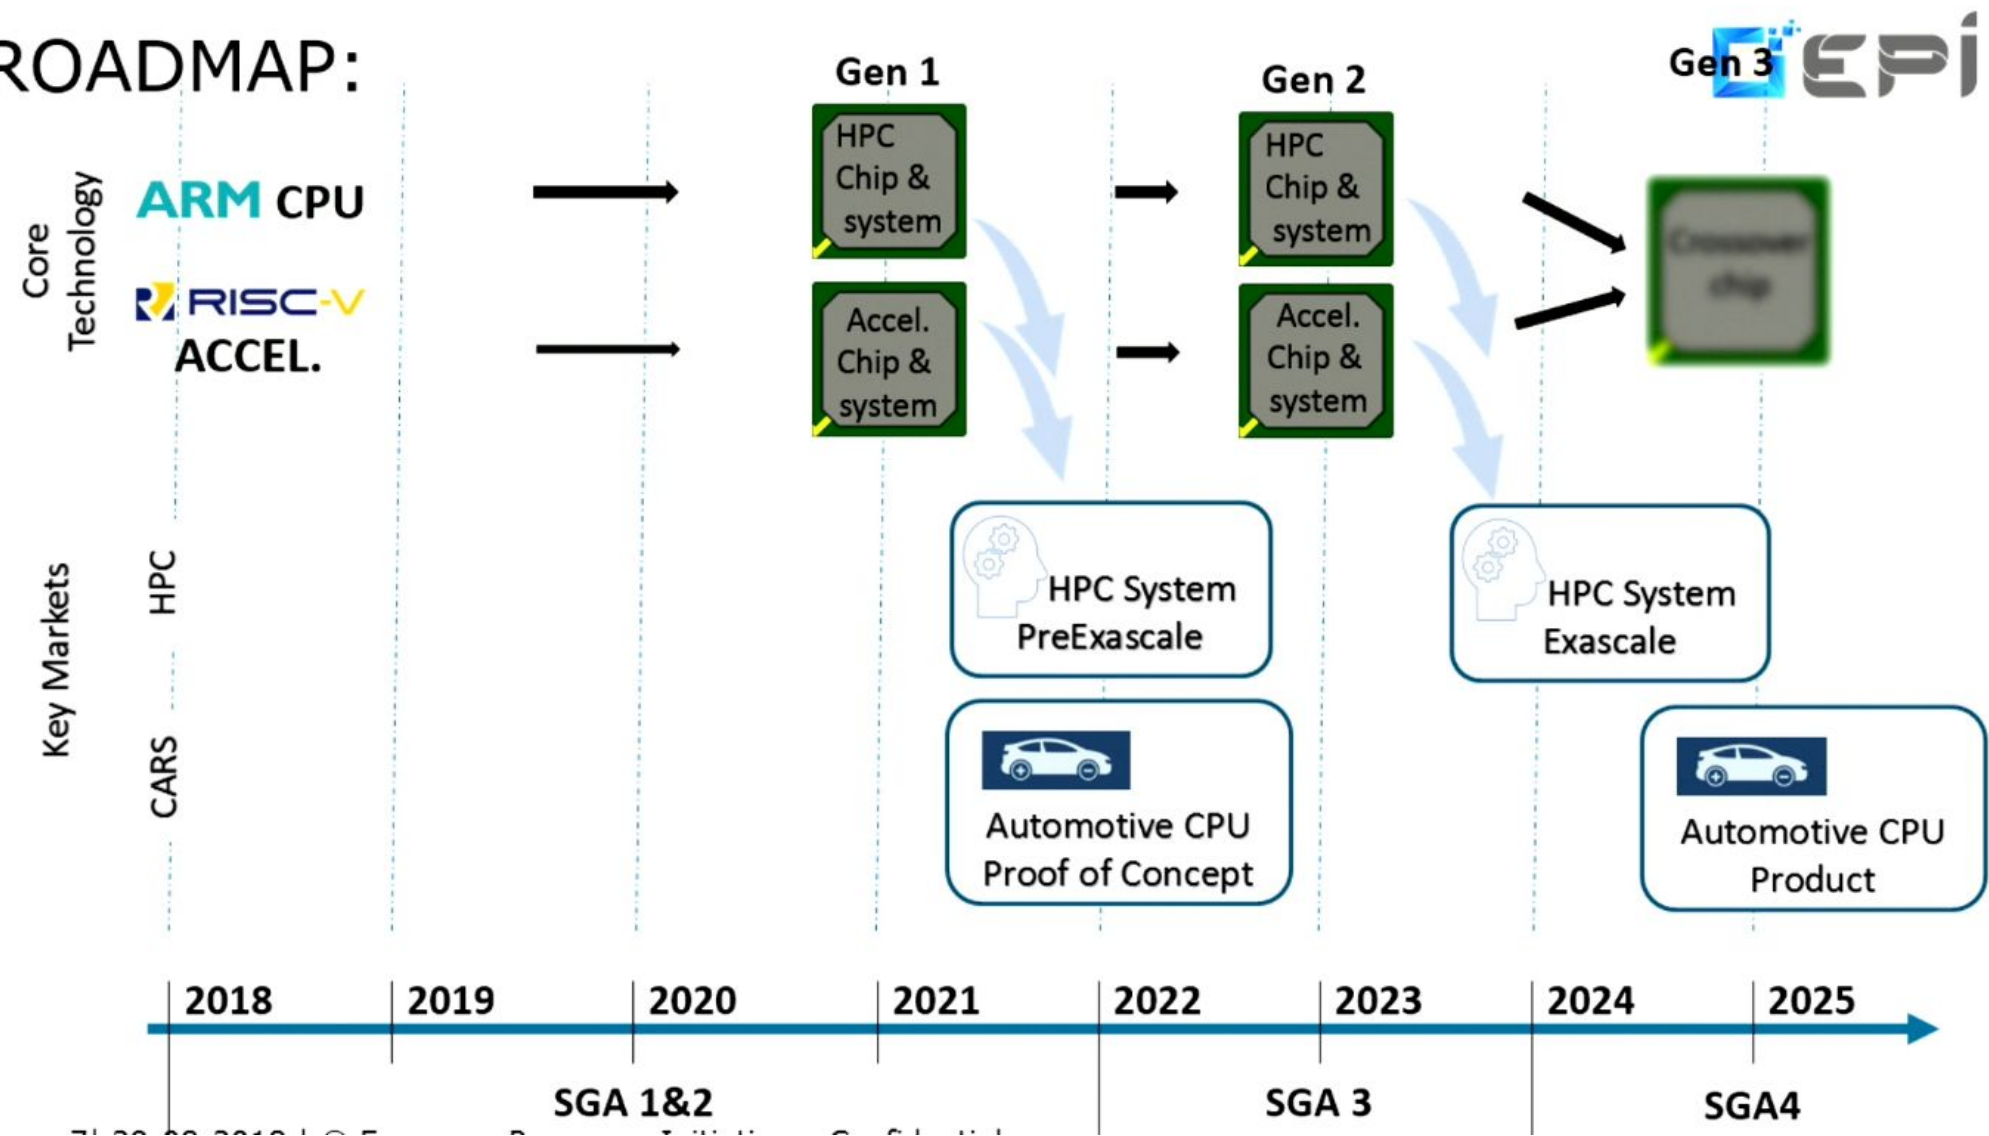 ROADMAP:
Gen 1
Gen 2
Gen 3
EPI
Core
Technology
ARM CPU
RISC-V
ACCEL.
HPC
Chip &
system
Accel.
Chip &
system
HPC
Chip &
system
Accel.
Chip &
system
Crossover
chip
Key Markets
HPC
CARS
HPC System
PreExascale
HPC System
Exascale
Automotive CPU
Proof of Concept
Automotive CPU
Product
2018
2019
2020
2021
2022
2023
2024
2025
SGA 1&2
SGA 3
SGA4